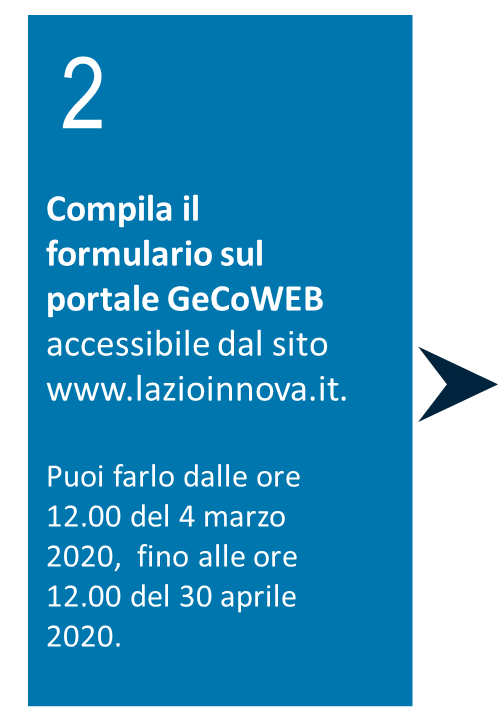 2
Compila il
formulario sul
portale GeCoWEB
accessibile dal sito
www.lazioinnova.it.
Puoi farlo dalle ore
12.00 del 4 marzo
2020,  fino alle ore
12.00 del 30 aprile
2020.